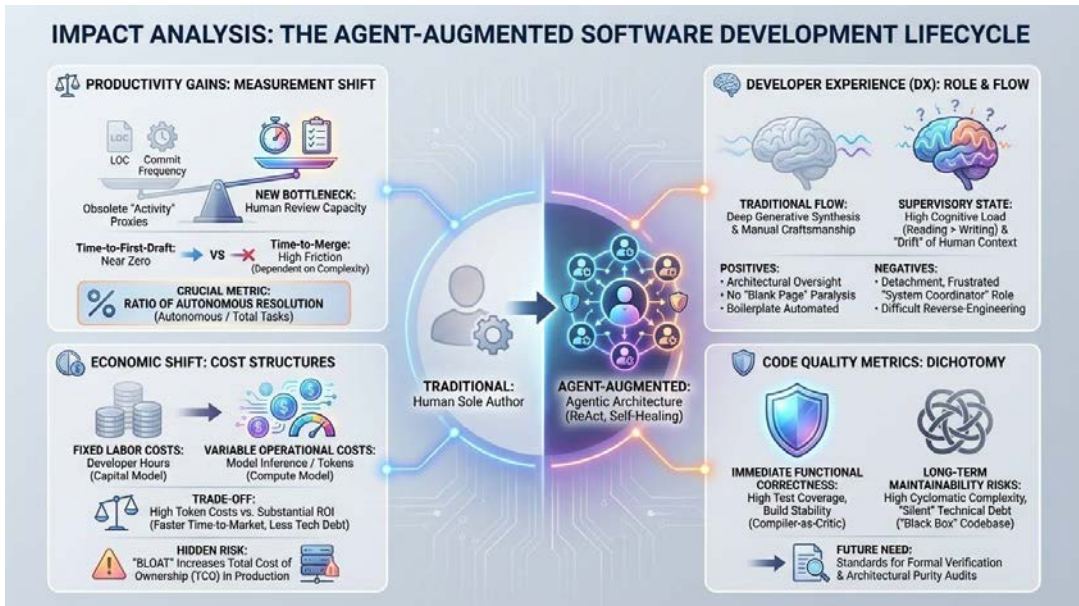 IMPACT ANALYSIS: THE AGENT-AUGMENTED SOFTWARE DEVELOPMENT LIFECYCLE
PRODUCTIVITY GAINS: MEASUREMENT SHIFT
LOC
LOC
Commit
Frequency
Obsolete "Activity"
Proxies
NEW BOTTLENECK:
Human Review Capacity
Time-to-First-Draft:
Near Zero
VS
Time-to-Merge:
High Friction
(Dependent on Complexity)
%
CRUCIAL METRIC:
RATIO OF AUTONOMOUS RESOLUTION
(Autonomous / Total Tasks)
ECONOMIC SHIFT: COST STRUCTURES
FIXED LABOR COSTS:
Developer Hours
(Capital Model)
VARIABLE OPERATIONAL COSTS:
Model Inference / Tokens
(Compute Model)
TRADE-OFF:
High Token Costs vs. Substantial ROI
(Faster Time-to-Market, Less Tech Debt)
HIDDEN RISK:
"BLOAT" Increases Total Cost of
Ownership (TCO) in Production
TRADITIONAL:
Human Sole Author
AGENT-AUGMENTED:
Agentic Architecture
(ReAct, Self-Healing)
DEVELOPER EXPERIENCE (DX): ROLE & FLOW
TRADITIONAL FLOW:
Deep Generative Synthesis
& Manual Craftsmanship
SUPERVISORY STATE:
High Cognitive Load
(Reading > Writing) &
"Drift" of Human Context
POSITIVES:
• Architectural Oversight
• No "Blank Page" Paralysis
• Boilerplate Automated
NEGATIVES:
• Detachment, Frustrated
"System Coordinator" Role
• Difficult Reverse-Engineering
CODE QUALITY METRICS: DICHOTOMY
IMMEDIATE FUNCTIONAL
CORRECTNESS:
High Test Coverage,
Build Stability
(Compiler-as-Critic)
LONG-TERM
MAINTAINABILITY RISKS:
High Cyclomatic Complexity,
"Silent" Technical Debt
("Black Box" Codebase)
FUTURE NEED:
Standards for Formal Verification
& Architectural Purity Audits